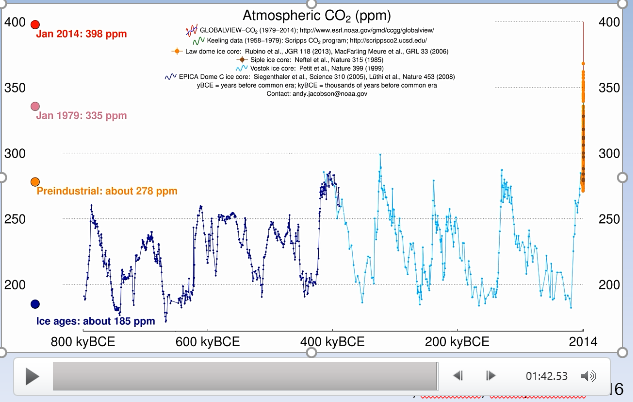 Atmospheric CO₂ (ppm)
GLOBALVIEW-CO₂ (1979-2014); http://www.esrl.noaa.gov/gmd/ccgg/globalview/
Keeling data (1958-1979): Scripps CO₂ program; http://scrippsco2.ucsd.edu/
Law dome ice core: Rubino et al., JGR 118 (2013), MacFarling Meure et al., GRL 33 (2006)
Siple ice core: Neftel et al., Nature 315 (1985)
Vostok ice core: Petit et al., Nature 399 (1999)
EPICA Dome C ice core: Siegenthaler et al., Science 310 (2005), Lüthi et al., Nature 453 (2008)
yBCE = years before common era; kyBCE = thousands of years before common era
Contact: andy.jacobson@noaa.gov
400
400
Jan 2014: 398 ppm
350
350
Jan 1979: 335 ppm
300
300
Preindustrial: about 278 ppm
250
250
200
200
Ice ages: about 185 ppm
800 kyBCE
600 kyBCE
400 kyBCE
200 kyBCE
2014
01:42.53
16